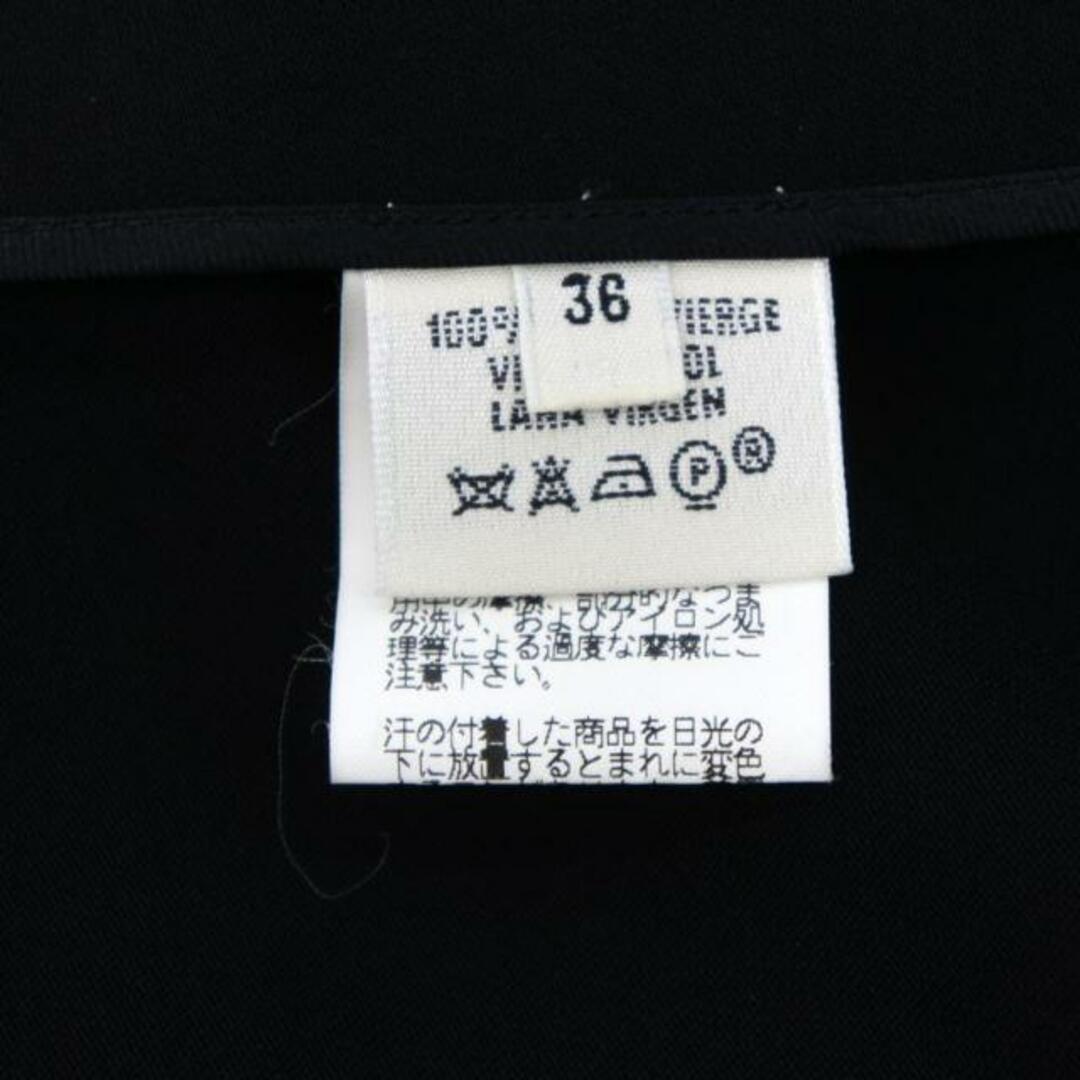 36
100% VIERGE
LANA VIRGEN
P
R
み洗い、およびアイロン処
理等による過度な摩擦にご
注意下さい。
汗の付着した商品を日光の
下に放置するとまれに変色